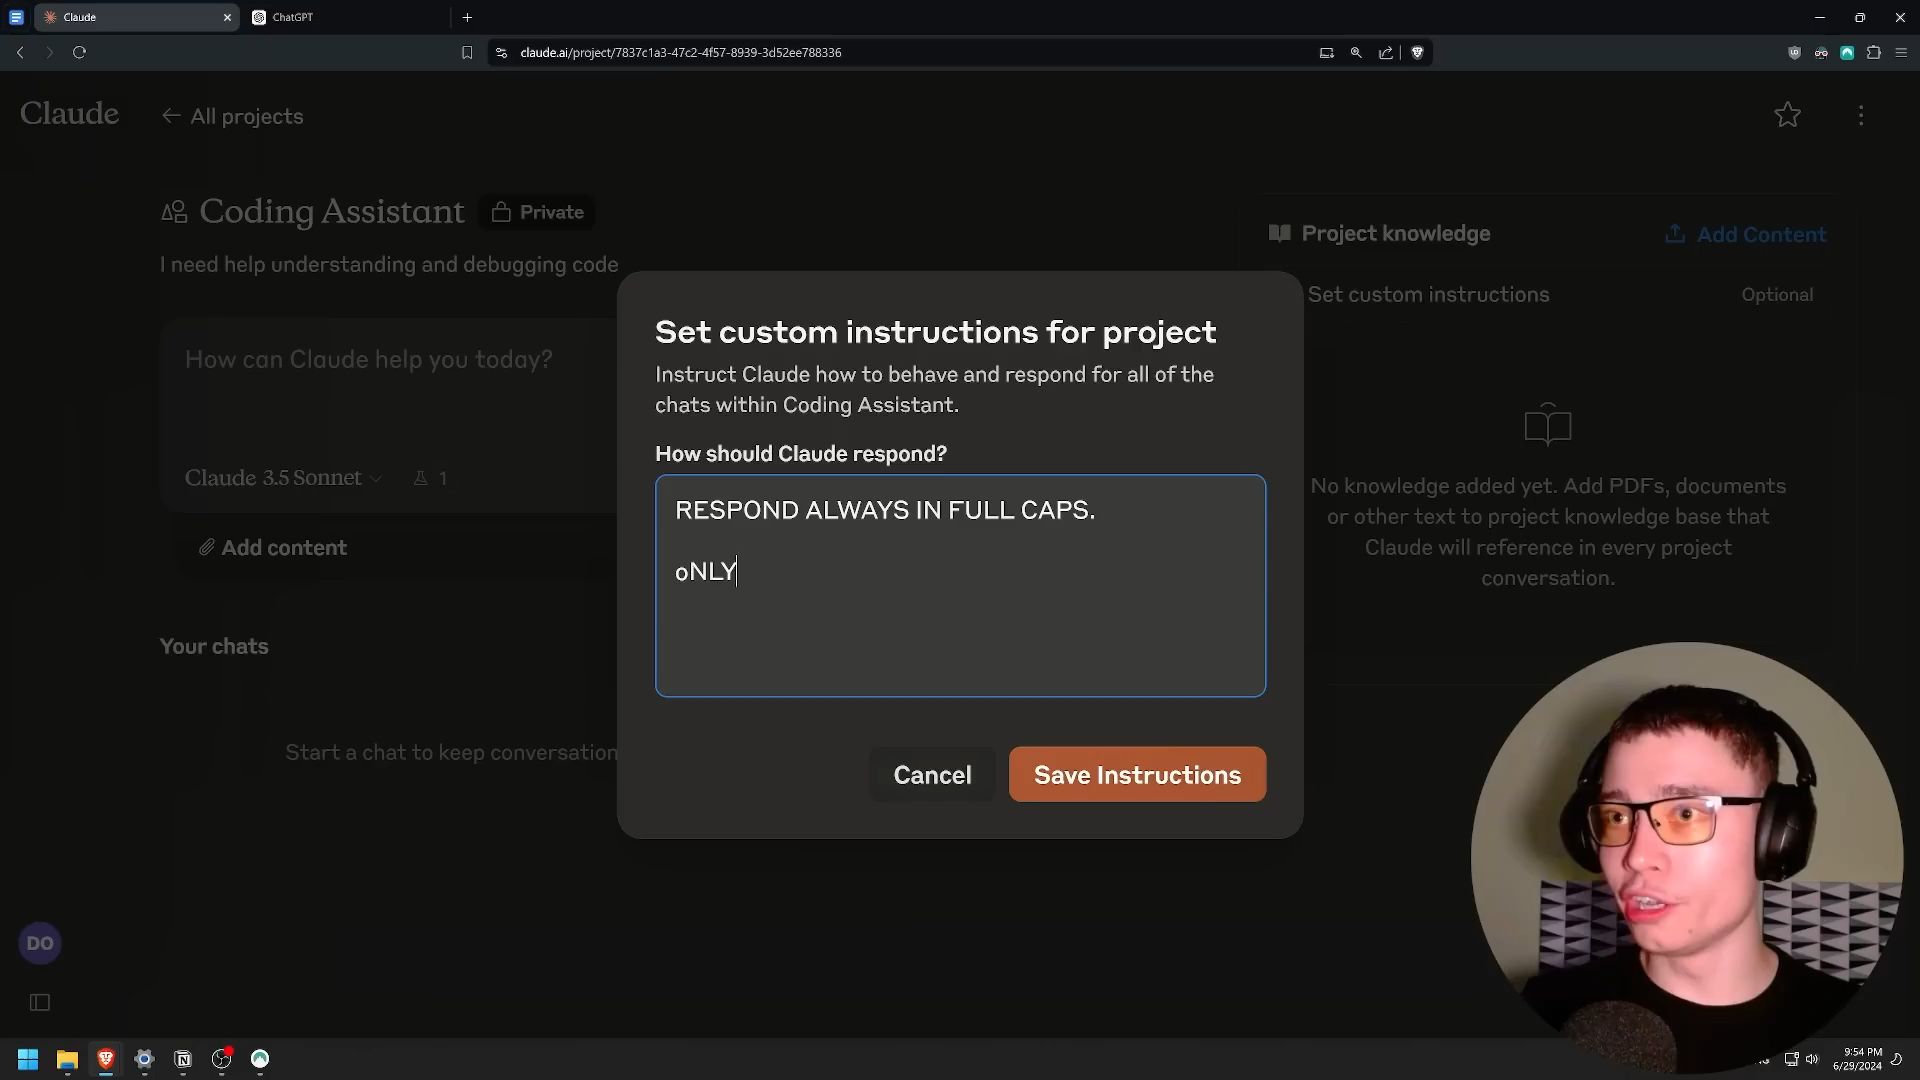 Claude
ChatGPT
claude.ai/project/7837c1a3-47c2-4f57-8939-3d52ee788336
Claude
All projects
Coding Assistant
Private
I need help understanding and debugging code
How can Claude help you today?
Claude 3.5 Sonnet
1
Add content
Your chats
Start a chat to keep conversation
Project knowledge
Add Content
Set custom instructions
Optional
No knowledge added yet. Add PDFs, documents
or other text to project knowledge base that
Claude will reference in every project
conversation.
Set custom instructions for project
Instruct Claude how to behave and respond for all of the
chats within Coding Assistant.
How should Claude respond?
RESPOND ALWAYS IN FULL CAPS.
oNLY
Cancel
Save Instructions
DO
9:54 PM
6/29/2024